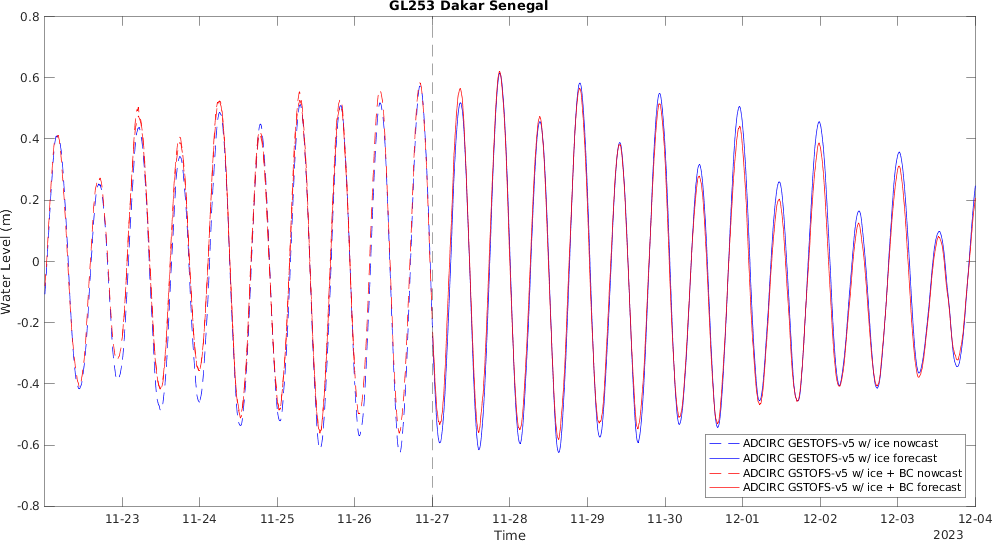 GL253 Dakar Senegal
0.8
0.6
0.4
0.2
0
-0.2
-0.4
-0.6
-0.8
Water Level (m)
ADCIRC GESTOFS-v5 w/ ice nowcast
ADCIRC GESTOFS-v5 w/ ice forecast
ADCIRC GSTOFS-v5 w/ ice + BC nowcast
ADCIRC GSTOFS-v5 w/ ice + BC forecast
11-23 11-24 11-25 11-26 11-27 11-28 11-29 11-30 12-01 12-02 12-03 12-04
Time
2023